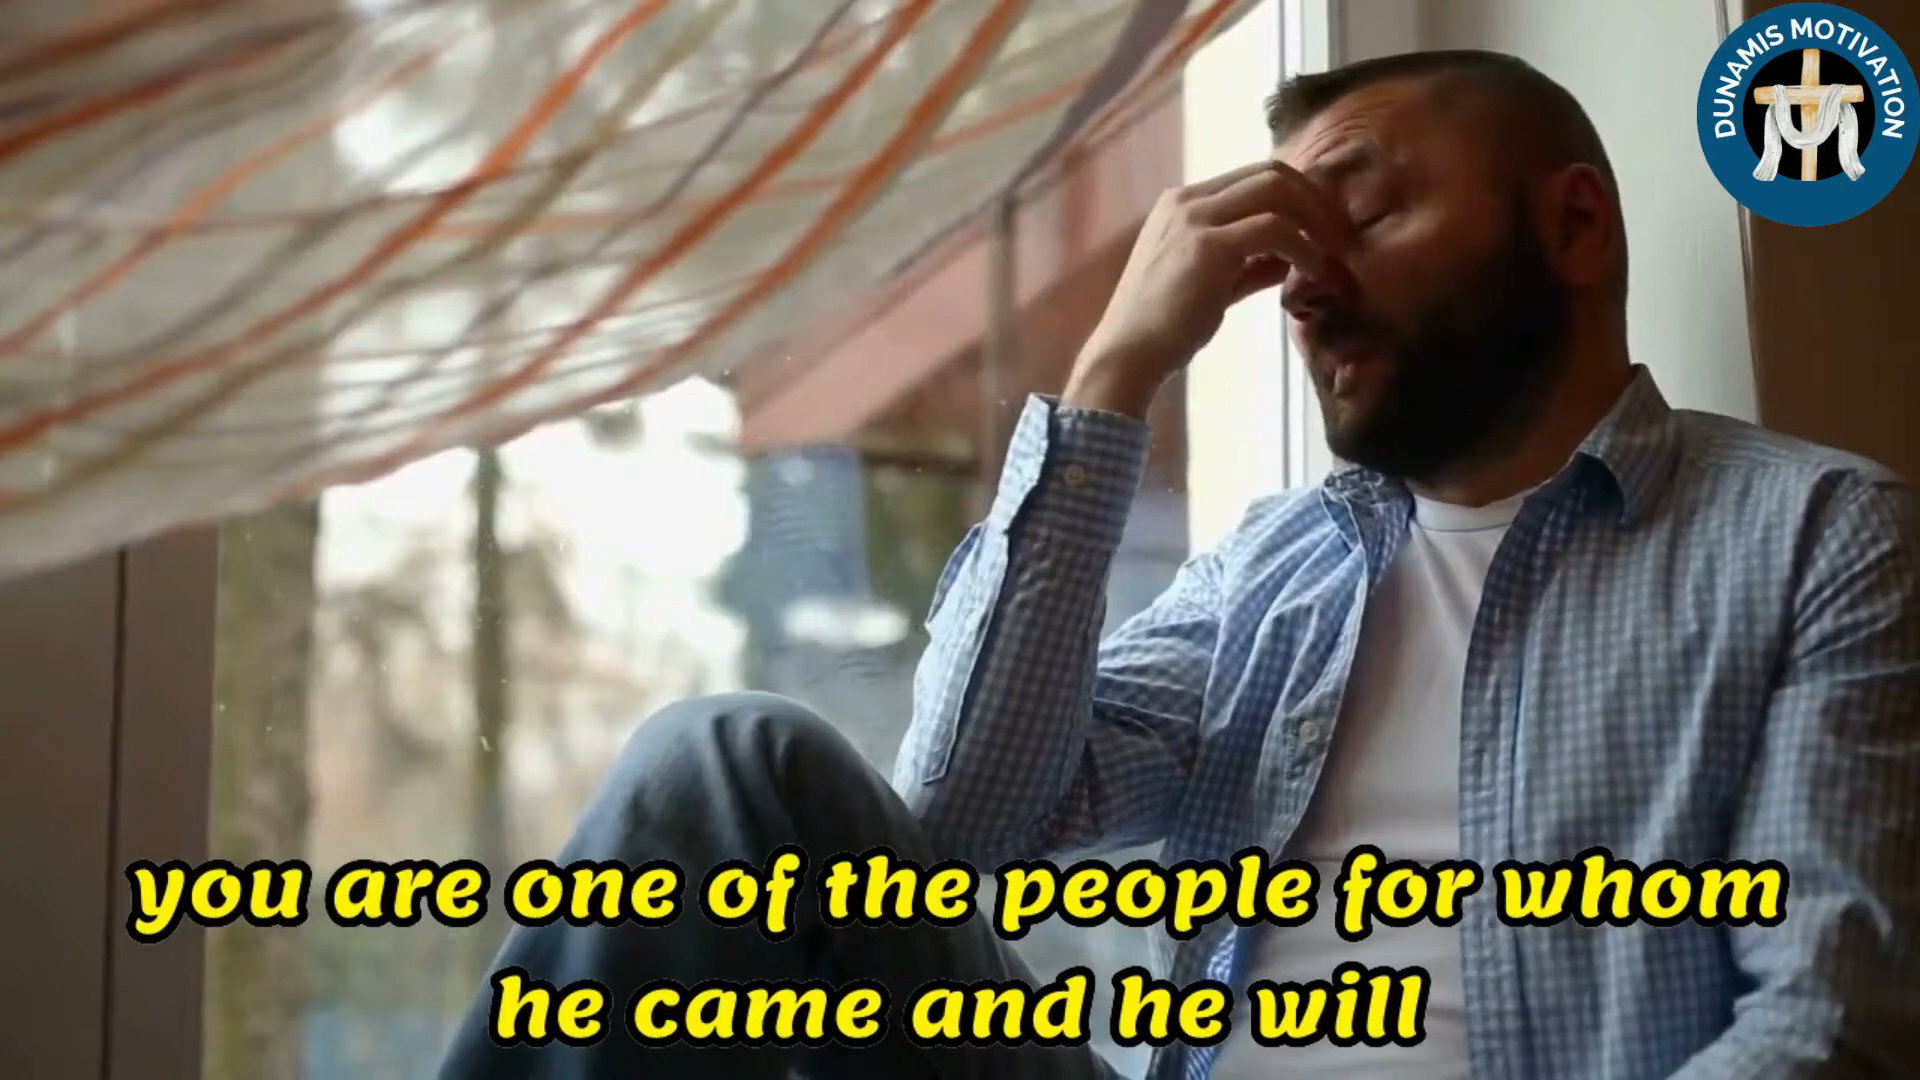 DUNAMIS MOTIVATION
you are one of the people for whom
he came and he will